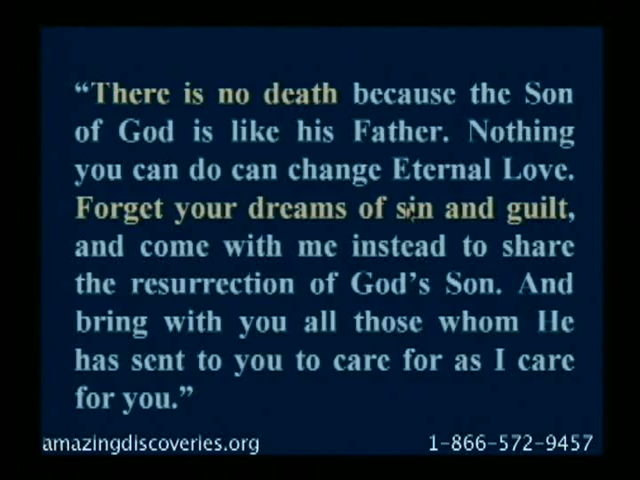 “There is no death because the Son
of God is like his Father. Nothing
you can do can change Eternal Love.
Forget your dreams of sin and guilt,
and come with me instead to share
the resurrection of God’s Son. And
bring with you all those whom He
has sent to you to care for as I care
for you.”
amazingdiscoveries.org 1-866-572-9457